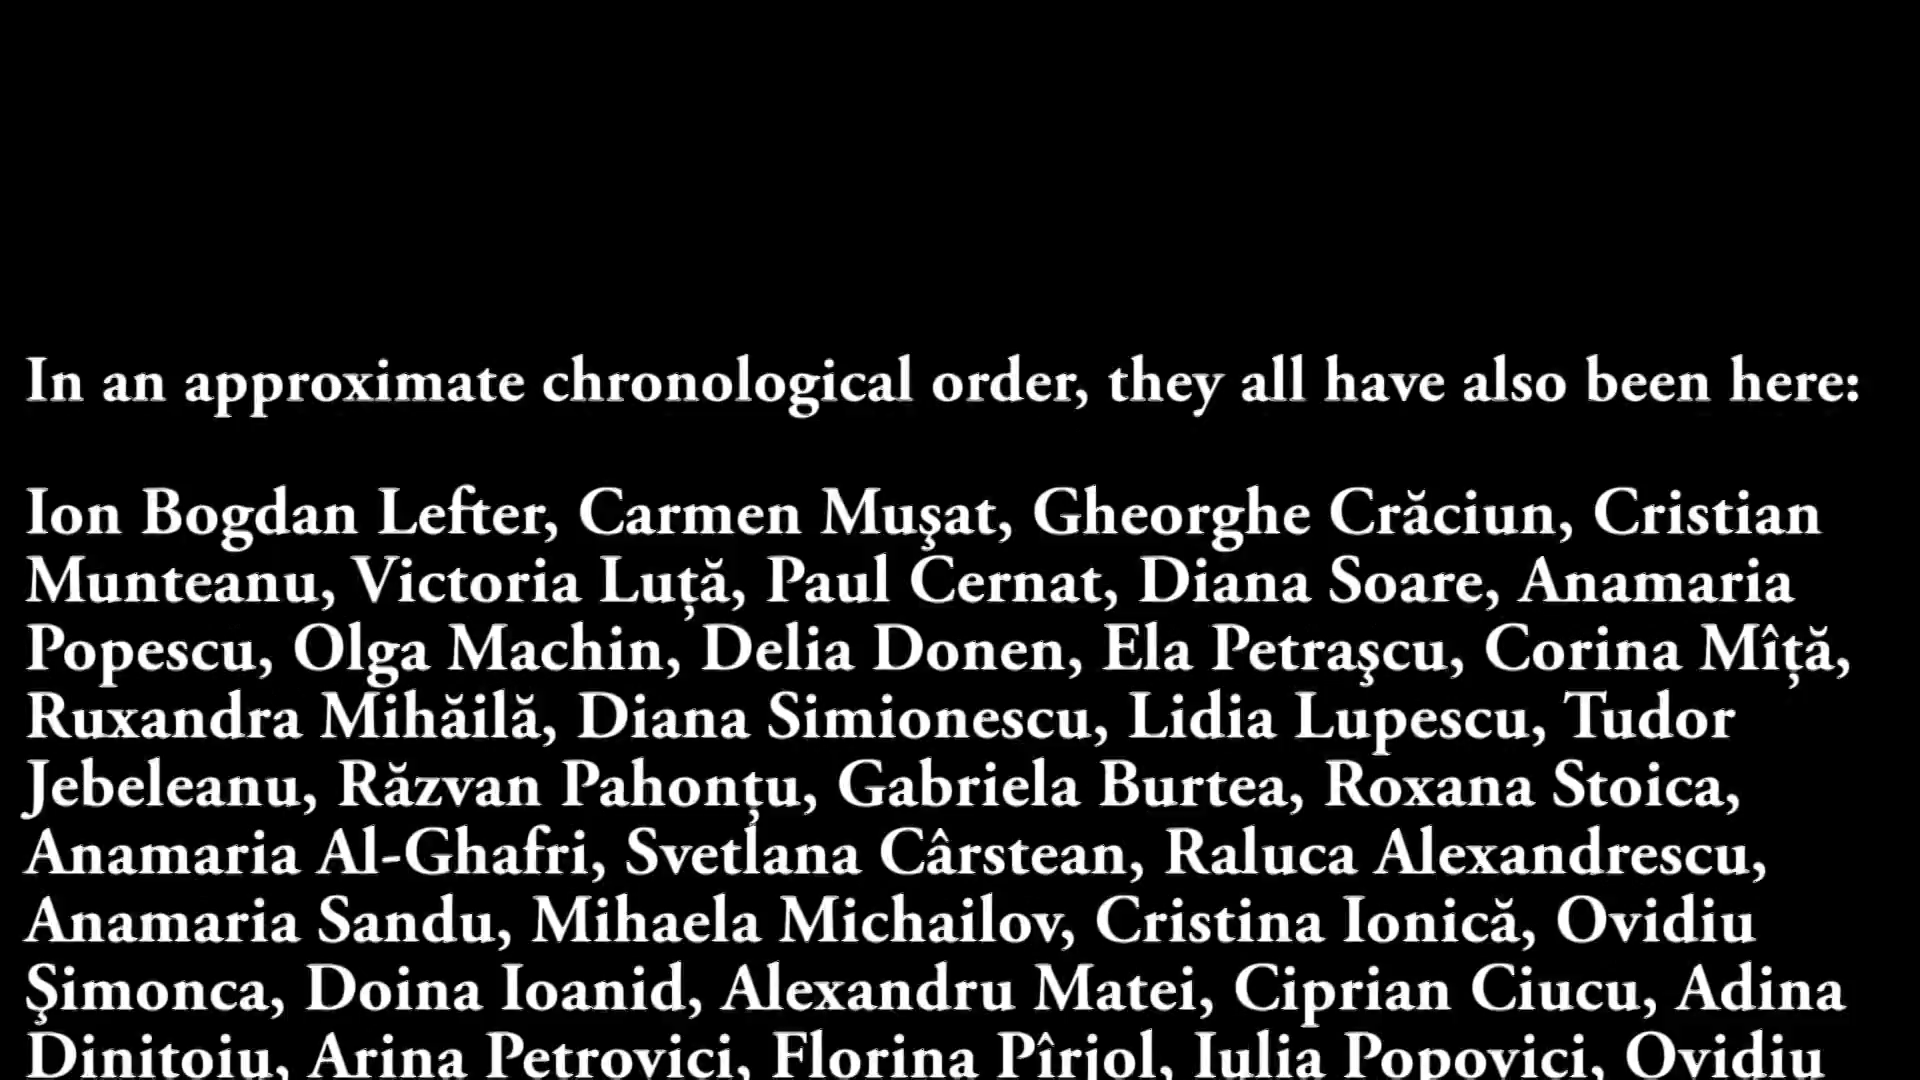 In an approximate chronological order, they all have also been here:
Ion Bogdan Lefter, Carmen Muşat, Gheorghe Crăciun, Cristian
Munteanu, Victoria Luță, Paul Cernat, Diana Soare, Anamaria
Popescu, Olga Machin, Delia Donen, Ela Petraşcu, Corina Mîță,
Ruxandra Mihăilă, Diana Simionescu, Lidia Lupescu, Tudor
Jebeleanu, Răzvan Pahonțu, Gabriela Burtea, Roxana Stoica,
Anamaria Al-Ghafri, Svetlana Cârstean, Raluca Alexandrescu,
Anamaria Sandu, Mihaela Michailov, Cristina Ionică, Ovidiu
Şimonca, Doina Ioanid, Alexandru Matei, Ciprian Ciucu, Adina
Dinitoiu, Arina Petrovici, Florina Pîrjol, Iulia Popovici, Ovidiu